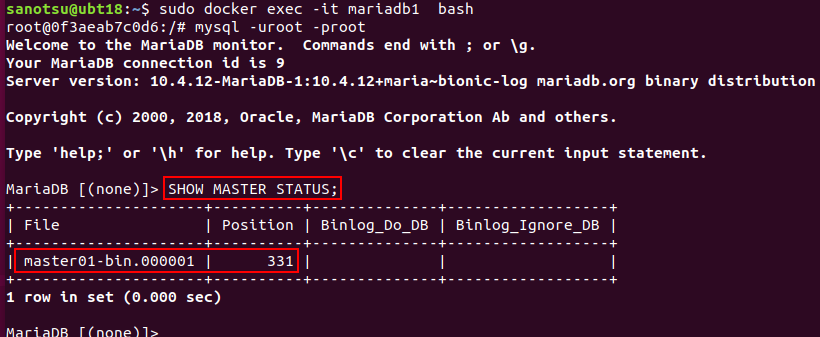 sanotsu@ubt18:~$ sudo docker exec -it mariadb1  bash
root@0f3aeab7c0d6:/# mysql -uroot -proot
Welcome to the MariaDB monitor.  Commands end with ; or \g.
Your MariaDB connection id is 9
Server version: 10.4.12-MariaDB-1:10.4.12+maria~bionic-log mariadb.org binary distribution

Copyright (c) 2000, 2018, Oracle, MariaDB Corporation Ab and others.

Type 'help;' or '\h' for help. Type '\c' to clear the current input statement.

MariaDB [(none)]> SHOW MASTER STATUS;
+---------------------+----------+--------------+------------------+
| File                | Position | Binlog_Do_DB | Binlog_Ignore_DB |
+---------------------+----------+--------------+------------------+
| master01-bin.000001 |      331 |              |                  |
+---------------------+----------+--------------+------------------+
1 row in set (0.000 sec)

MariaDB [(none)]>